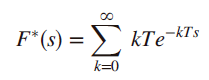 F*(s) = ∑_{k=0}^{∞} kTe^{−kTs}